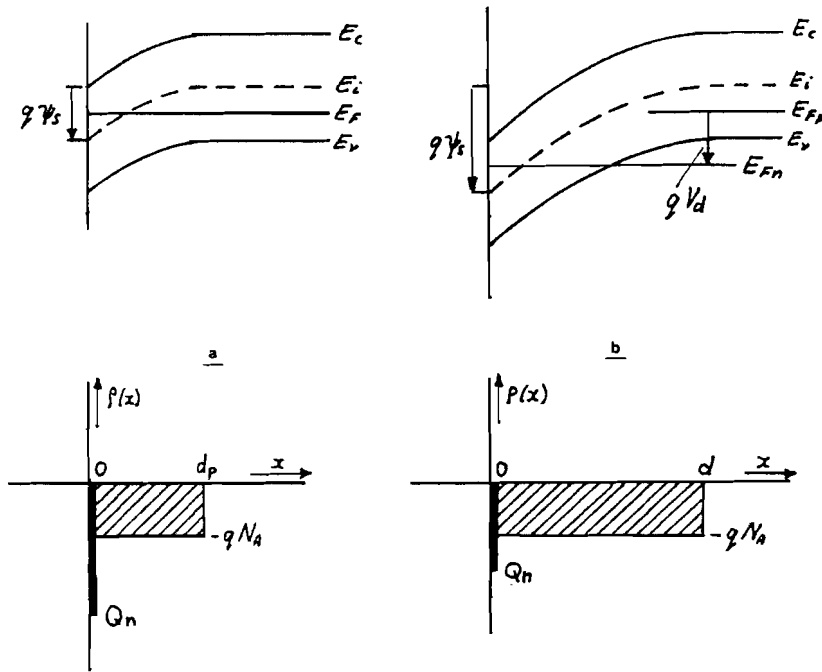 E_c
E_i
qψ_s
E_F
E_v
E_c
E_i
E_Fp
qψ_s
E_v
E_Fn
qV_d
a
b
ρ(x)
ρ(x)
0
d_p
x
0
d
x
-qN_A
-qN_A
Q_n
Q_n